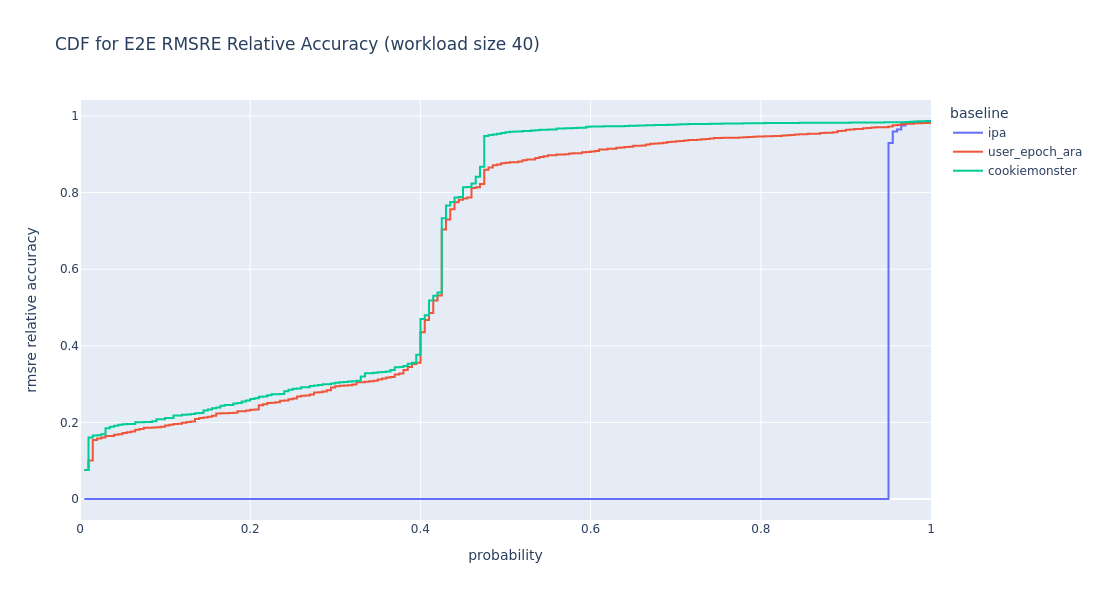 CDF for E2E RMSRE Relative Accuracy (workload size 40)
baseline
ipa
user_epoch_ara
cookiemonster
rmsre relative accuracy
1
0.8
0.6
0.4
0.2
0
0
0.2
0.4
0.6
0.8
1
probability